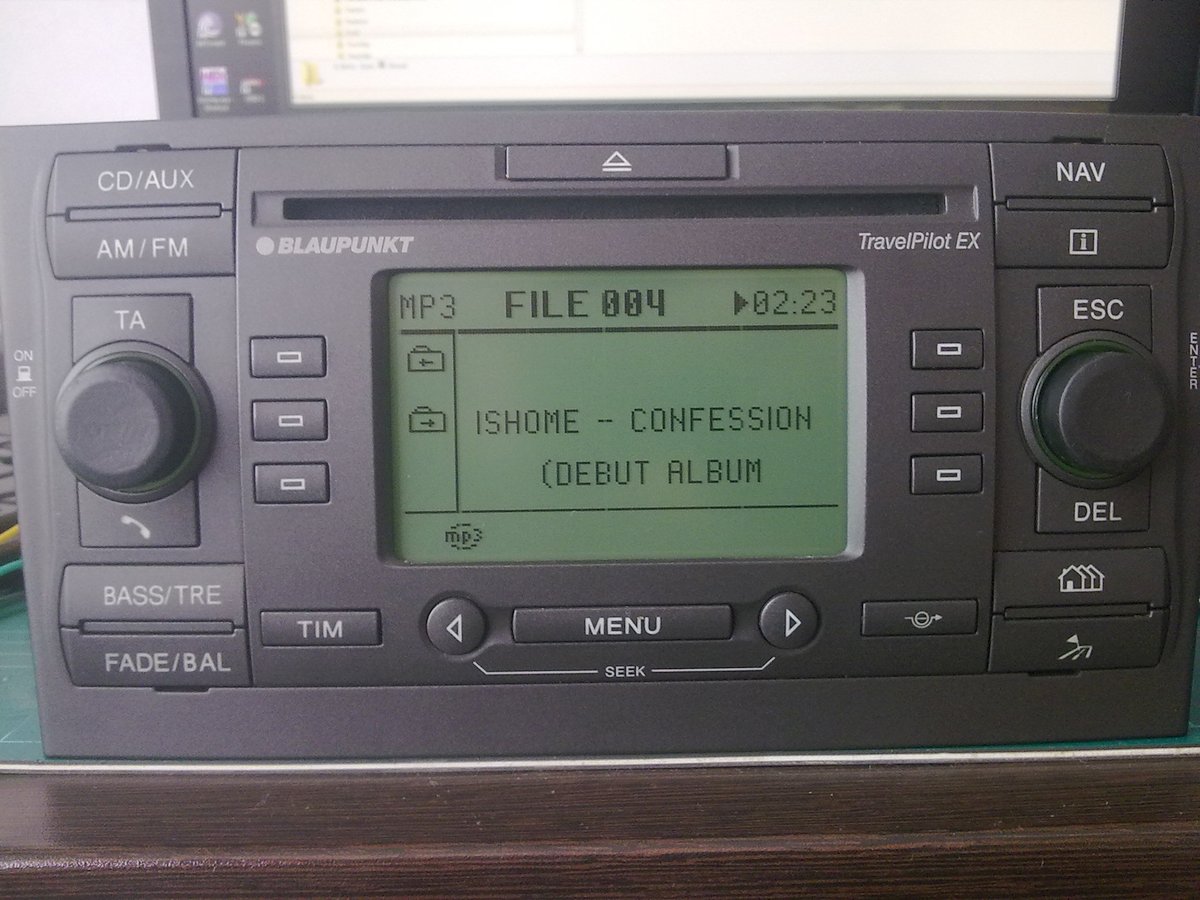 CD/AUX
NAV
AM/FM
BLAUPUNKT
TravelPilot EX
i
MP3 FILE 004 02:23
TA
ESC
ON
OFF
ENTER
ISHOME - CONFESSION
(DEBUT ALBUM
DEL
mp3
BASS/TRE
TIM
MENU
FADE/BAL
SEEK